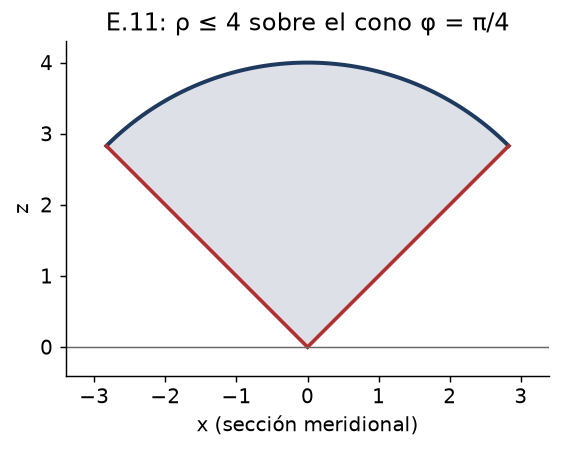 E.11: ρ ≤ 4 sobre el cono φ = π/4
z
4
3
2
1
0
−3 −2 −1 0 1 2 3
x (sección meridional)